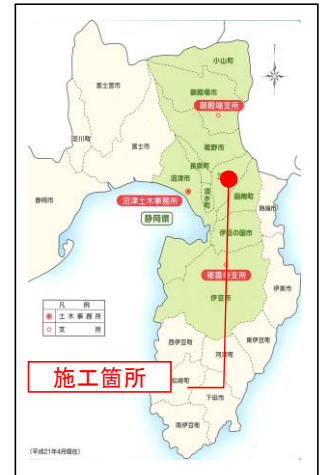 小山町
富士宮市
御殿場市
御殿場支所
芝川町
裾野市
富士市
長泉町
沼津市
清水町
函南町
静岡市
沼津土木事務所
熱海市
静岡県
伊豆の国市
修善寺支所
伊東市
伊豆市
凡 例
土木事務所
支 所
西伊豆町
東伊豆町
河津町
施工箇所
松崎町
下田市
南伊豆町
(平成21年4月現在)